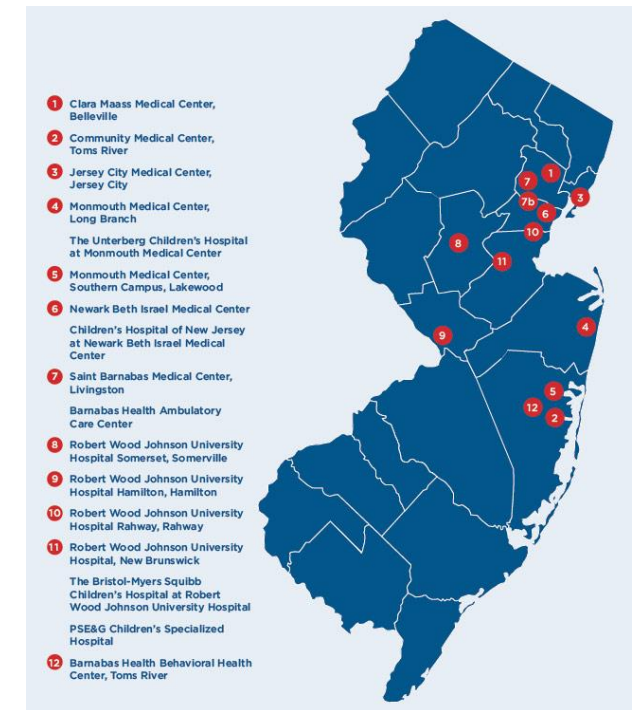 1 Clara Maass Medical Center,
Belleville
2 Community Medical Center,
Toms River
3 Jersey City Medical Center,
Jersey City
4 Monmouth Medical Center,
Long Branch
The Unterberg Children's Hospital
at Monmouth Medical Center
5 Monmouth Medical Center,
Southern Campus, Lakewood
6 Newark Beth Israel Medical Center
Children's Hospital of New Jersey
at Newark Beth Israel Medical
Center
7 Saint Barnabas Medical Center,
Livingston
Barnabas Health Ambulatory
Care Center
8 Robert Wood Johnson University
Hospital Somerset, Somerville
9 Robert Wood Johnson University
Hospital Hamilton, Hamilton
10 Robert Wood Johnson University
Hospital Rahway, Rahway
11 Robert Wood Johnson University
Hospital, New Brunswick
The Bristol-Myers Squibb
Children's Hospital at Robert
Wood Johnson University Hospital
PSE&G Children's Specialized
Hospital
12 Barnabas Health Behavioral Health
Center, Toms River
1
7
7b
3
6
10
8
11
4
9
5
12
2